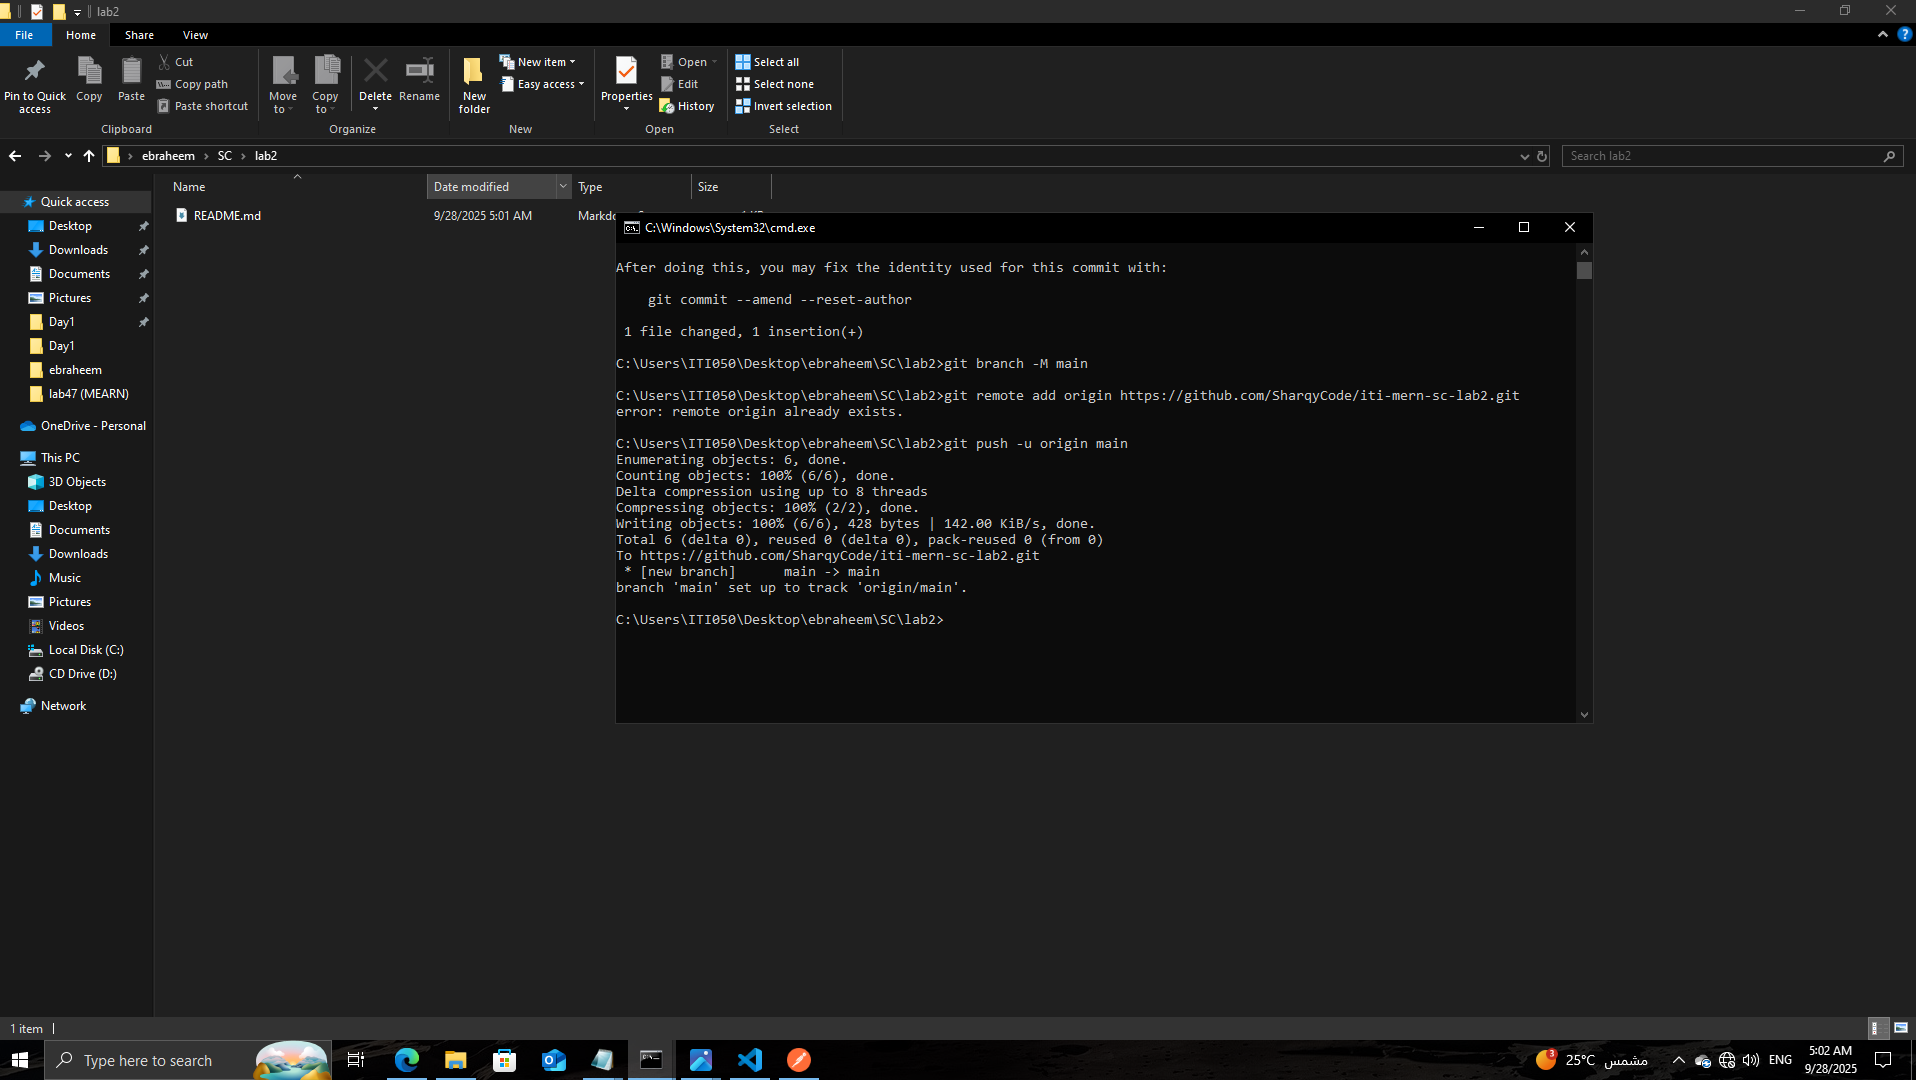 lab2
File
Home
Share
View
Pin to Quick access
Copy
Paste
Cut
Copy path
Paste shortcut
Clipboard
Move to
Copy to
Delete
Rename
Organize
New folder
New item
Easy access
New
Properties
Open
Edit
History
Open
Select all
Select none
Invert selection
Select
ebraheem > SC > lab2
Search lab2
Name
Date modified
Type
Size
README.md
9/28/2025 5:01 AM
Quick access
Desktop
Downloads
Documents
Pictures
Day1
Day1
ebraheem
lab47 (MEARN)
OneDrive - Personal
This PC
3D Objects
Desktop
Documents
Downloads
Music
Pictures
Videos
Local Disk (C:)
CD Drive (D:)
Network
C:\Windows\System32\cmd.exe
After doing this, you may fix the identity used for this commit with:
git commit --amend --reset-author
1 file changed, 1 insertion(+)
C:\Users\ITI050\Desktop\ebraheem\SC\lab2>git branch -M main
C:\Users\ITI050\Desktop\ebraheem\SC\lab2>git remote add origin https://github.com/SharqyCode/iti-mern-sc-lab2.git
error: remote origin already exists.
C:\Users\ITI050\Desktop\ebraheem\SC\lab2>git push -u origin main
Enumerating objects: 6, done.
Counting objects: 100% (6/6), done.
Delta compression using up to 8 threads
Compressing objects: 100% (2/2), done.
Writing objects: 100% (6/6), 428 bytes | 142.00 KiB/s, done.
Total 6 (delta 0), reused 0 (delta 0), pack-reused 0 (from 0)
To https://github.com/SharqyCode/iti-mern-sc-lab2.git
* [new branch]      main -> main
branch 'main' set up to track 'origin/main'.
C:\Users\ITI050\Desktop\ebraheem\SC\lab2>
1 item
Type here to search
3
25°C مشمس
ENG
5:02 AM
9/28/2025